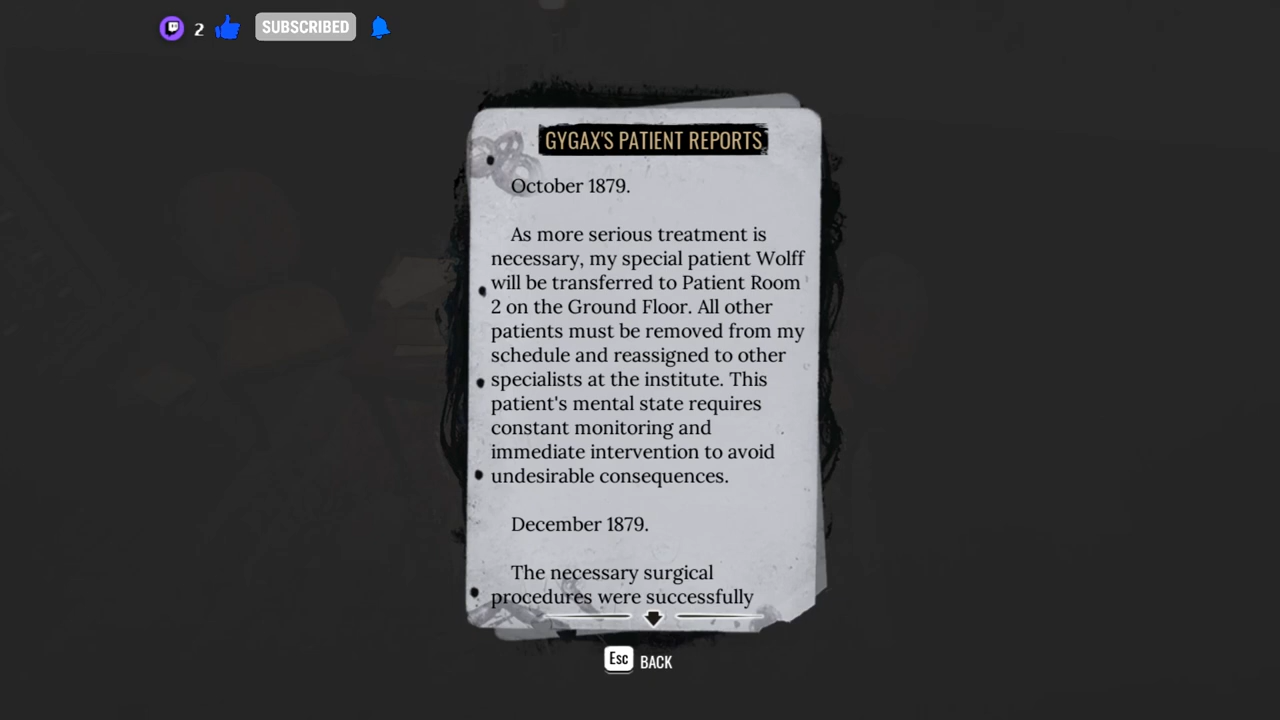 2
SUBSCRIBED
GYGAX'S PATIENT REPORTS
October 1879.
As more serious treatment is
necessary, my special patient Wolff
will be transferred to Patient Room
2 on the Ground Floor. All other
patients must be removed from my
schedule and reassigned to other
specialists at the institute. This
patient's mental state requires
constant monitoring and
immediate intervention to avoid
undesirable consequences.
December 1879.
The necessary surgical
procedures were successfully
Esc BACK